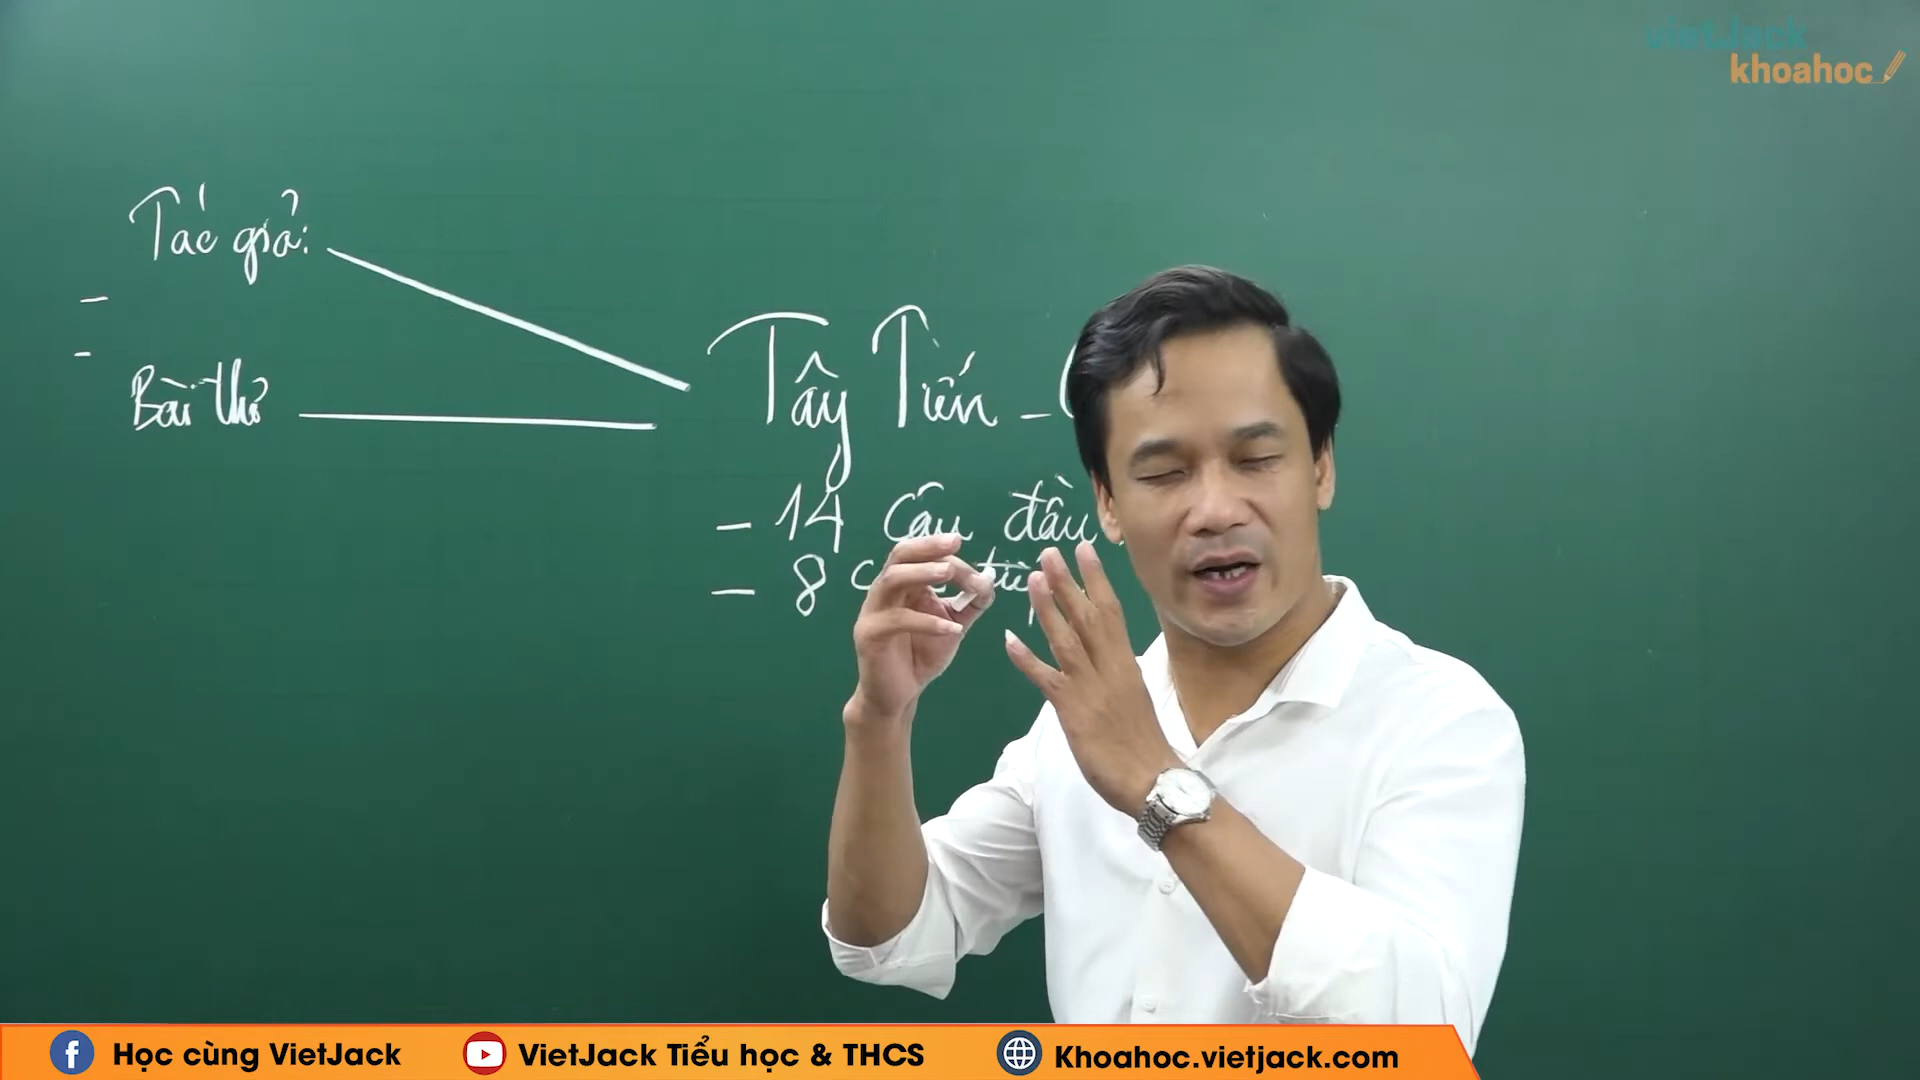 vietjack
khoahoc
Tác giả:
-
-
Bài thơ
Tây Tiến -
- 14 câu đầu
- 8 tiếp
Học cùng VietJack
VietJack Tiểu học & THCS
Khoahoc.vietjack.com